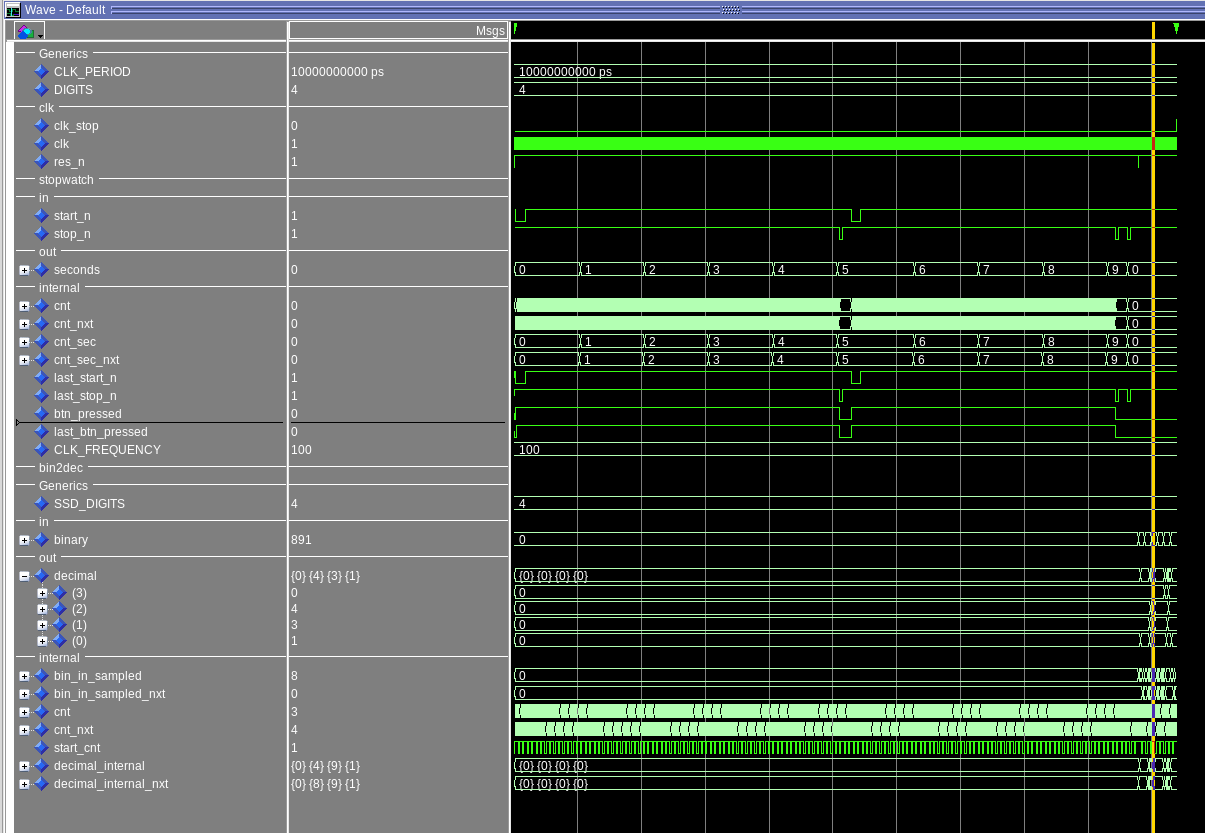 Wave - Default
Msgs
Generics
CLK_PERIOD 10000000000 ps 10000000000 ps
DIGITS 4 4
clk
clk_stop 0
clk 1
res_n 1
stopwatch
in
start_n 1
stop_n 1
out
seconds 0 0 1 2 3 4 5 6 7 8 9 0
internal
cnt 0 0
cnt_nxt 0 0
cnt_sec 0 0 1 2 3 4 5 6 7 8 9 0
cnt_sec_nxt 0 0 1 2 3 4 5 6 7 8 9 0
last_start_n 1
last_stop_n 1
btn_pressed 0
last_btn_pressed 0
CLK_FREQUENCY 100 100
bin2dec
Generics
SSD_DIGITS 4 4
in
binary 891 0
out
decimal {0} {4} {3} {1} {0} {0} {0} {0}
(3) 0 0
(2) 4 0
(1) 3 0
(0) 1 0
internal
bin_in_sampled 8 0
bin_in_sampled_nxt 0 0
cnt 3
cnt_nxt 4
start_cnt 1
decimal_internal {0} {4} {9} {1} {0} {0} {0} {0}
decimal_internal_nxt {0} {8} {9} {1} {0} {0} {0} {0}